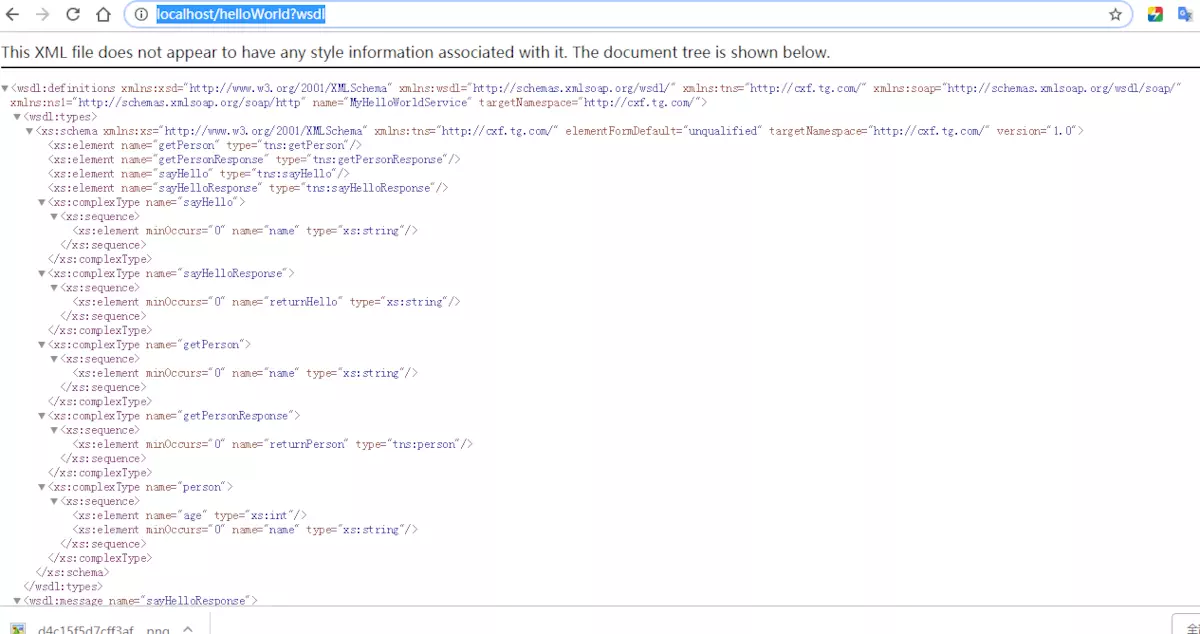 localhost/helloWorld?wsdl
This XML file does not appear to have any style information associated with it. The document tree is shown below.
▼<wsdl:definitions xmlns:xsd="http://www.w3.org/2001/XMLSchema" xmlns:wsdl="http://schemas.xmlsoap.org/wsdl/" xmlns:tns="http://cxf.tg.com/" xmlns:soap="http://schemas.xmlsoap.org/wsdl/soap/"
xmlns:ns1="http://schemas.xmlsoap.org/soap/http" name="MyHelloWorldService" targetNamespace="http://cxf.tg.com/">
▼<wsdl:types>
▼<xs:schema xmlns:xs="http://www.w3.org/2001/XMLSchema" xmlns:tns="http://cxf.tg.com/" elementFormDefault="unqualified" targetNamespace="http://cxf.tg.com/" version="1.0">
<xs:element name="getPerson" type="tns:getPerson"/>
<xs:element name="getPersonResponse" type="tns:getPersonResponse"/>
<xs:element name="sayHello" type="tns:sayHello"/>
<xs:element name="sayHelloResponse" type="tns:sayHelloResponse"/>
▼<xs:complexType name="sayHello">
▼<xs:sequence>
<xs:element minOccurs="0" name="name" type="xs:string"/>
</xs:sequence>
</xs:complexType>
▼<xs:complexType name="sayHelloResponse">
▼<xs:sequence>
<xs:element minOccurs="0" name="returnHello" type="xs:string"/>
</xs:sequence>
</xs:complexType>
▼<xs:complexType name="getPerson">
▼<xs:sequence>
<xs:element minOccurs="0" name="name" type="xs:string"/>
</xs:sequence>
</xs:complexType>
▼<xs:complexType name="getPersonResponse">
▼<xs:sequence>
<xs:element minOccurs="0" name="returnPerson" type="tns:person"/>
</xs:sequence>
</xs:complexType>
▼<xs:complexType name="person">
▼<xs:sequence>
<xs:element name="age" type="xs:int"/>
<xs:element minOccurs="0" name="name" type="xs:string"/>
</xs:sequence>
</xs:complexType>
</xs:schema>
</wsdl:types>
▼<wsdl:message name="sayHelloResponse">
d4c15f5d7cff3af....png
全